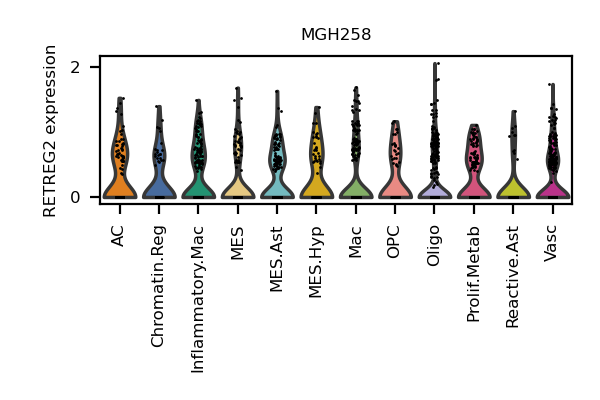 MGH258
RETREG2 expression
2
0
AC
Chromatin.Reg
Inflammatory.Mac
MES
MES.Ast
MES.Hyp
Mac
OPC
Oligo
Prolif.Metab
Reactive.Ast
Vasc